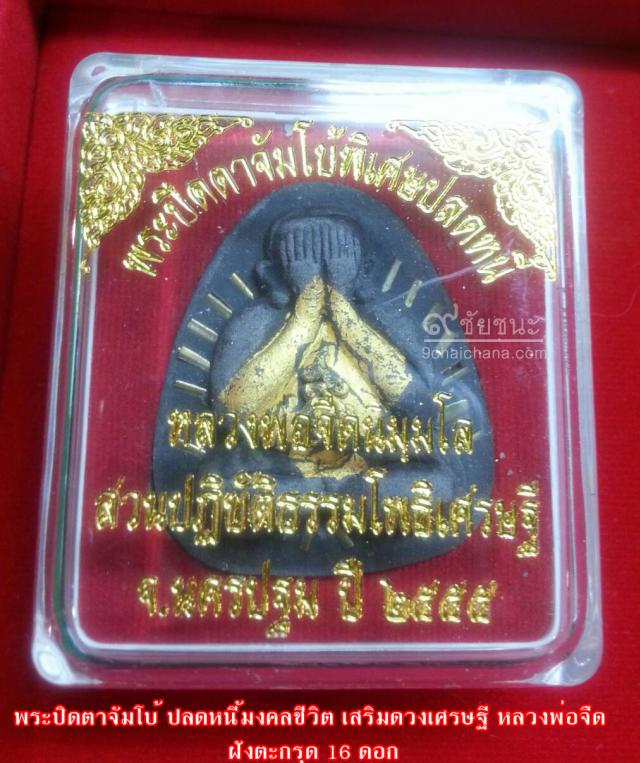 พระปิดตาจัมโบ้พิเศษปลดหนี้
๙ชัยชนะ
9chaichana.com
หลวงพ่อจืดนิมฺมโล
สวนปฏิบัติธรรมโพธิเศรษฐี
จ.นครปฐม ปี ๒๕๕๕
พระปิดตาจัมโบ้ ปลดหนี้มงคลชีวิต เสริมดวงเศรษฐี หลวงพ่อจืด
ฝังตะกรุด 16 ดอก